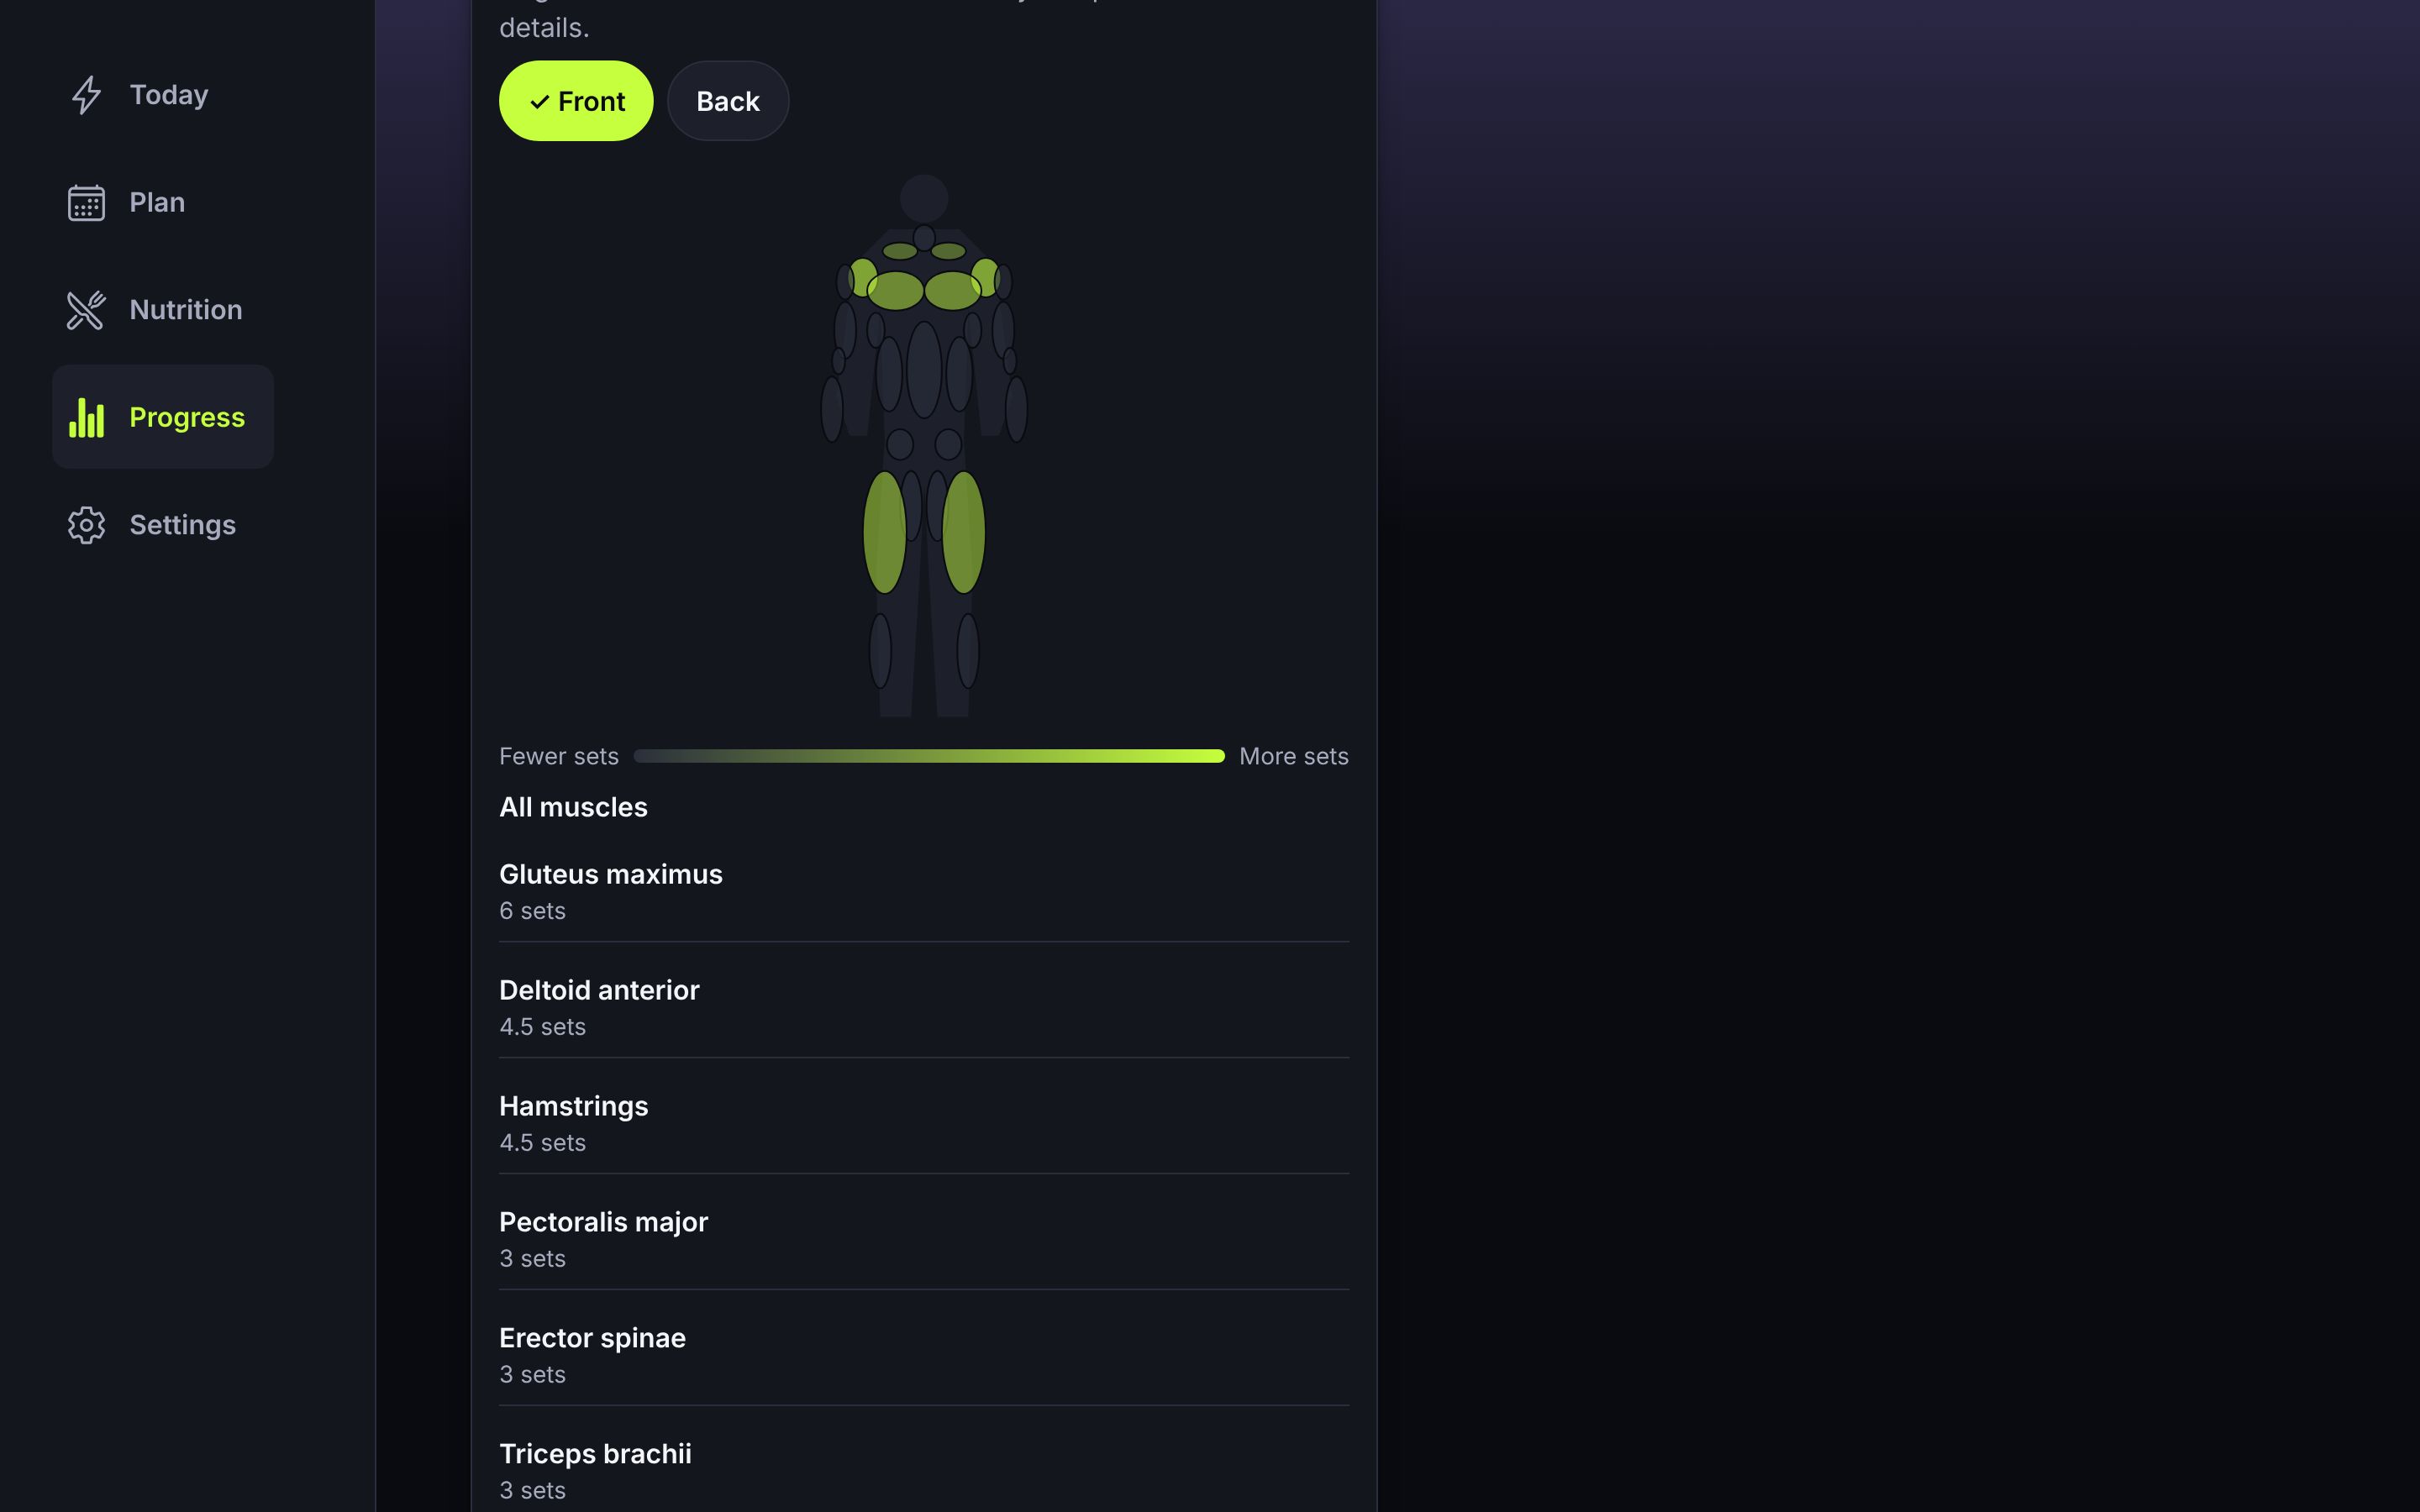 Today
Plan
Nutrition
Progress
Settings
details.
Front
Back
Fewer sets
More sets
All muscles
Gluteus maximus
6 sets
Deltoid anterior
4.5 sets
Hamstrings
4.5 sets
Pectoralis major
3 sets
Erector spinae
3 sets
Triceps brachii
3 sets